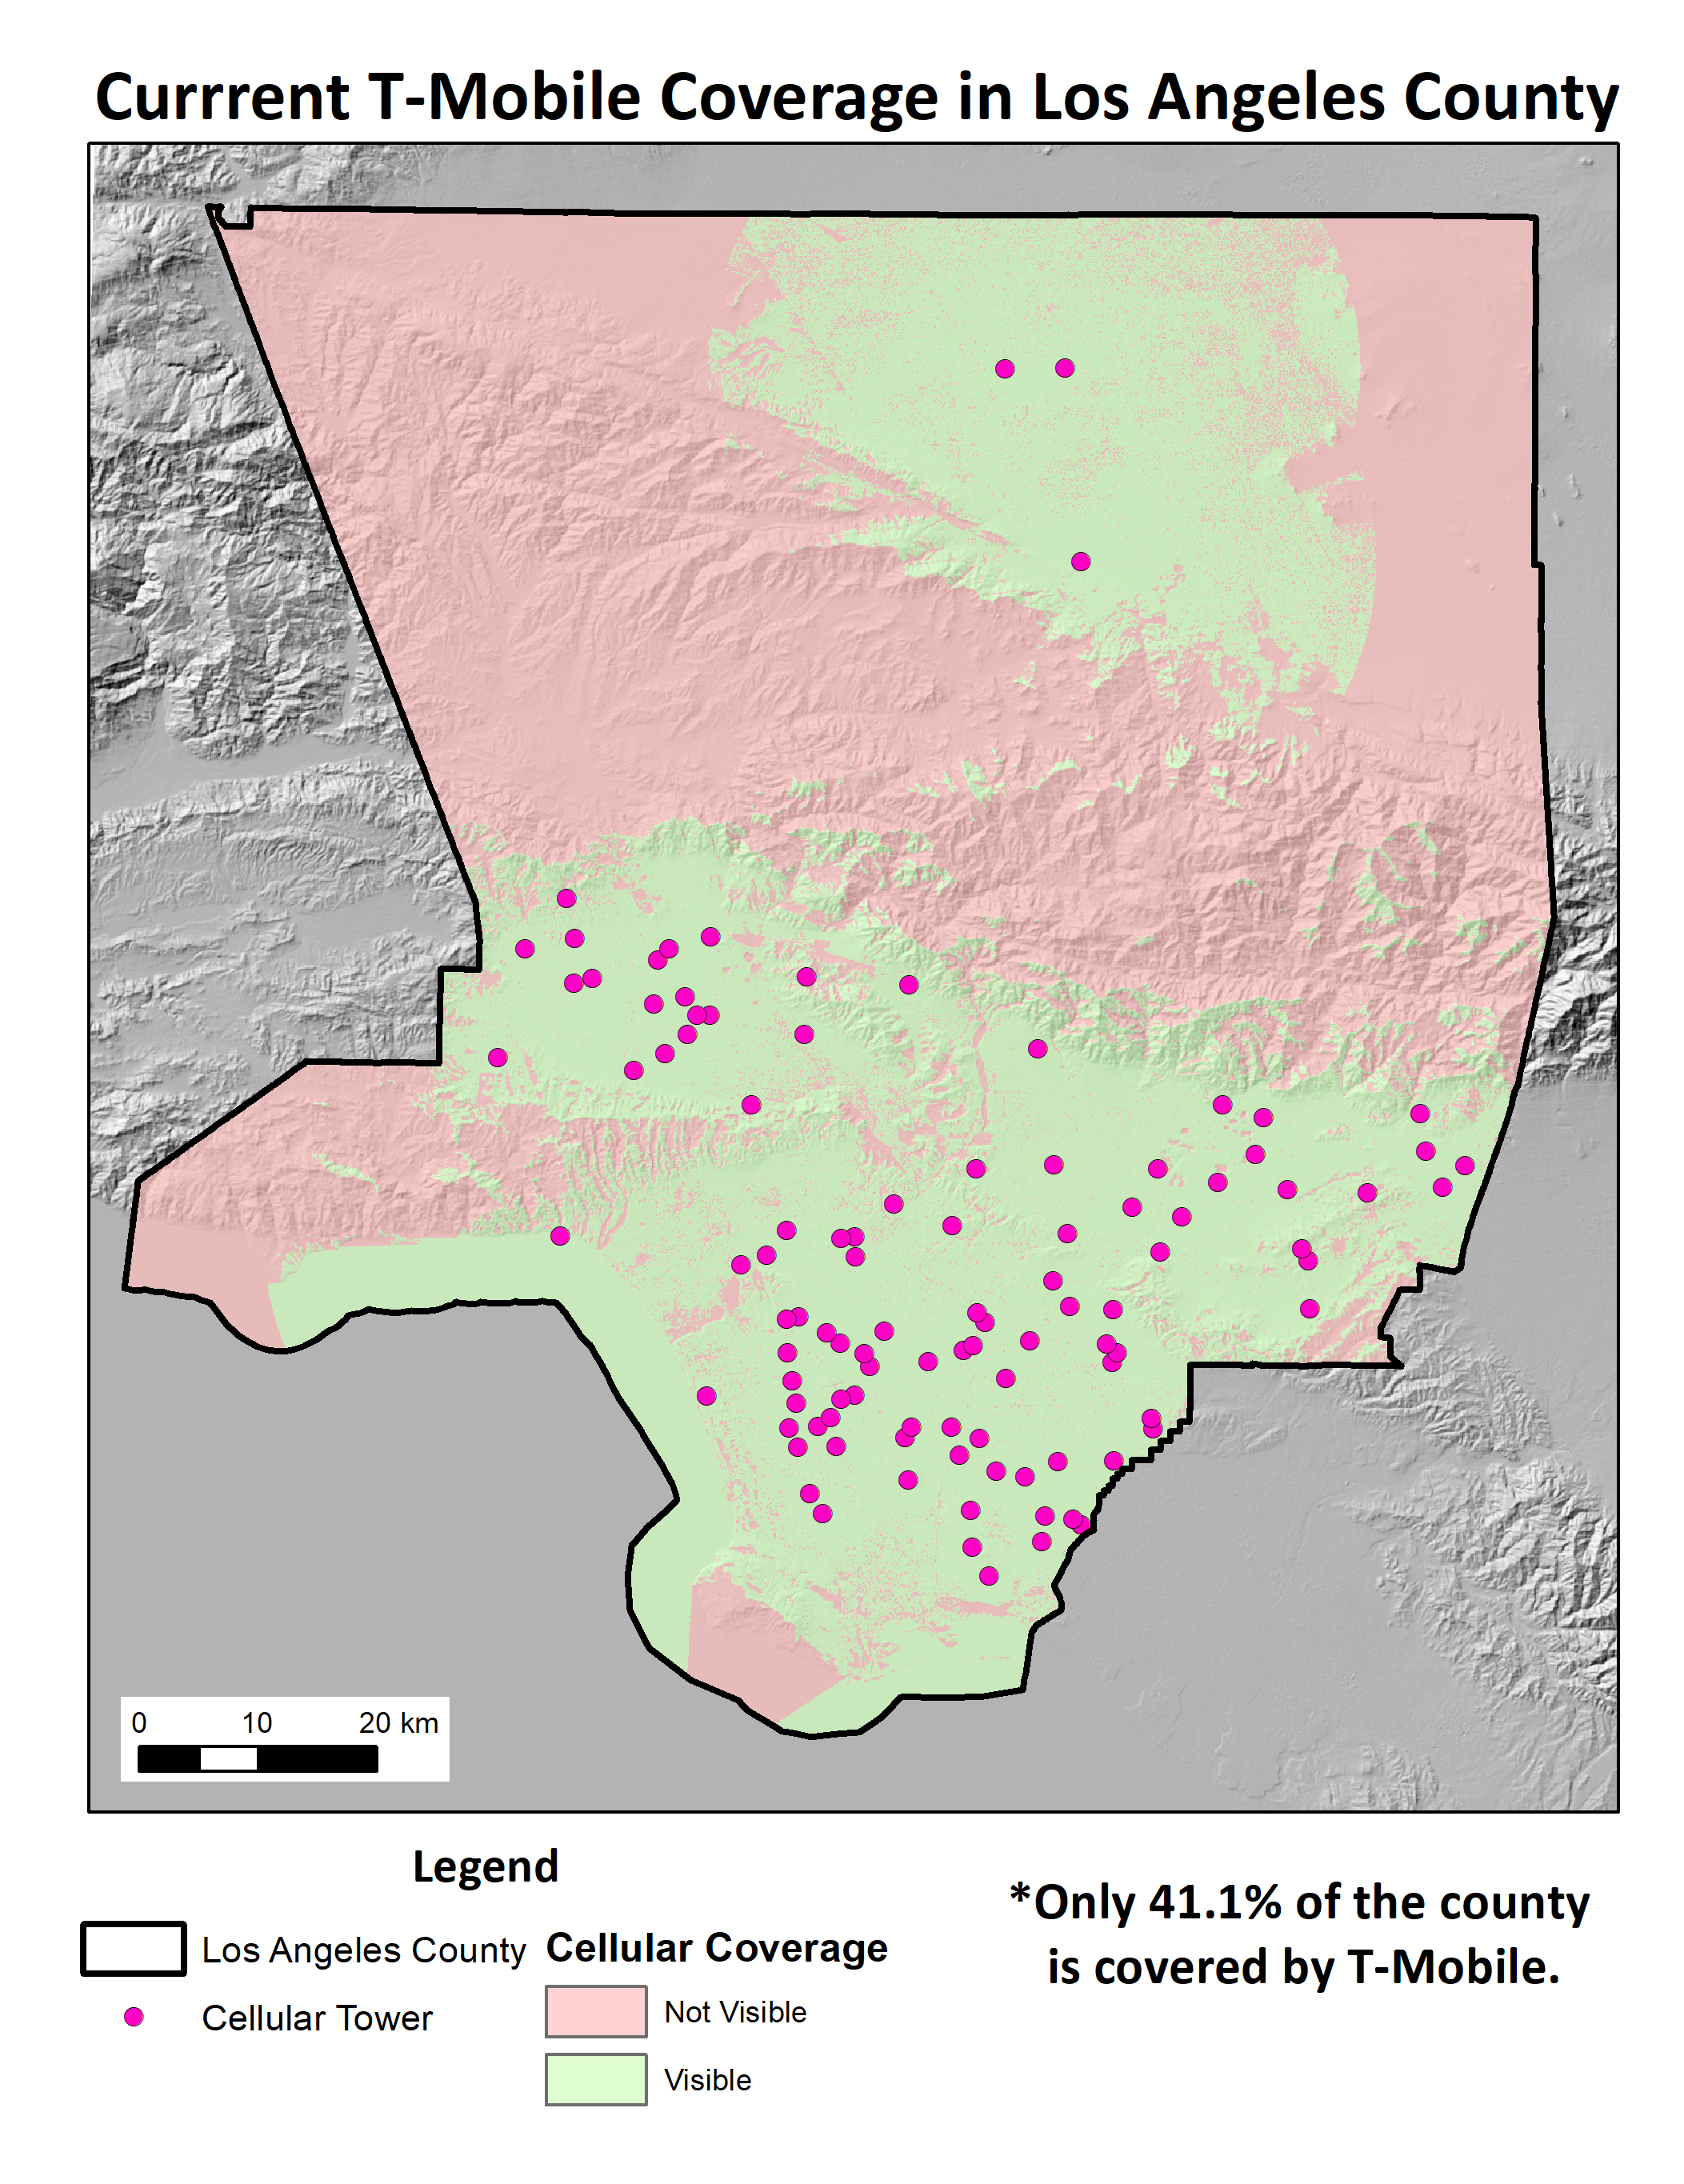 Currrent T-Mobile Coverage in Los Angeles County
0 10 20 km
Legend
Los Angeles County
Cellular Tower
Cellular Coverage
Not Visible
Visible
*Only 41.1% of the county
is covered by T-Mobile.